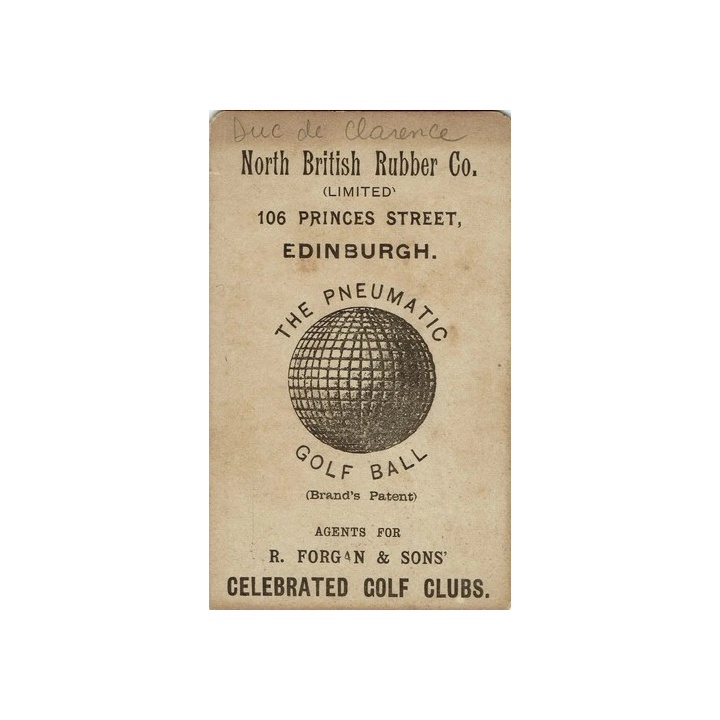 Duc de Clarence
North British Rubber Co.
(LIMITED)
106 PRINCES STREET,
EDINBURGH.
THE PNEUMATIC
GOLF BALL
(Brand's Patent)
AGENTS FOR
R. FORGAN & SONS'
CELEBRATED GOLF CLUBS.